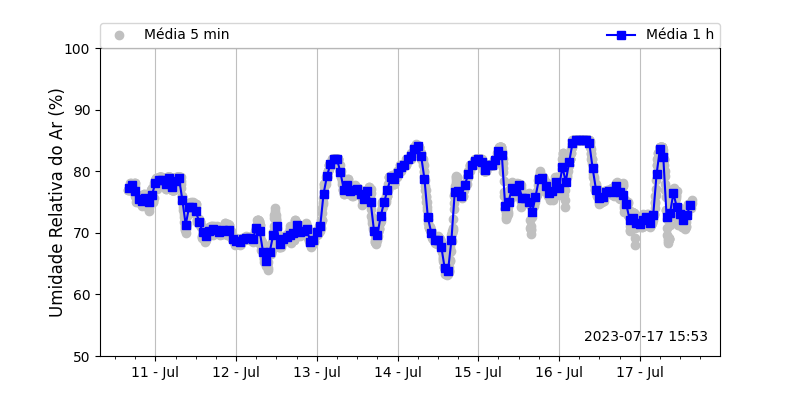 Média 5 min
Média 1 h
100
90
80
70
60
50
Umidade Relativa do Ar (%)
2023-07-17 15:53
11 - Jul
12 - Jul
13 - Jul
14 - Jul
15 - Jul
16 - Jul
17 - Jul